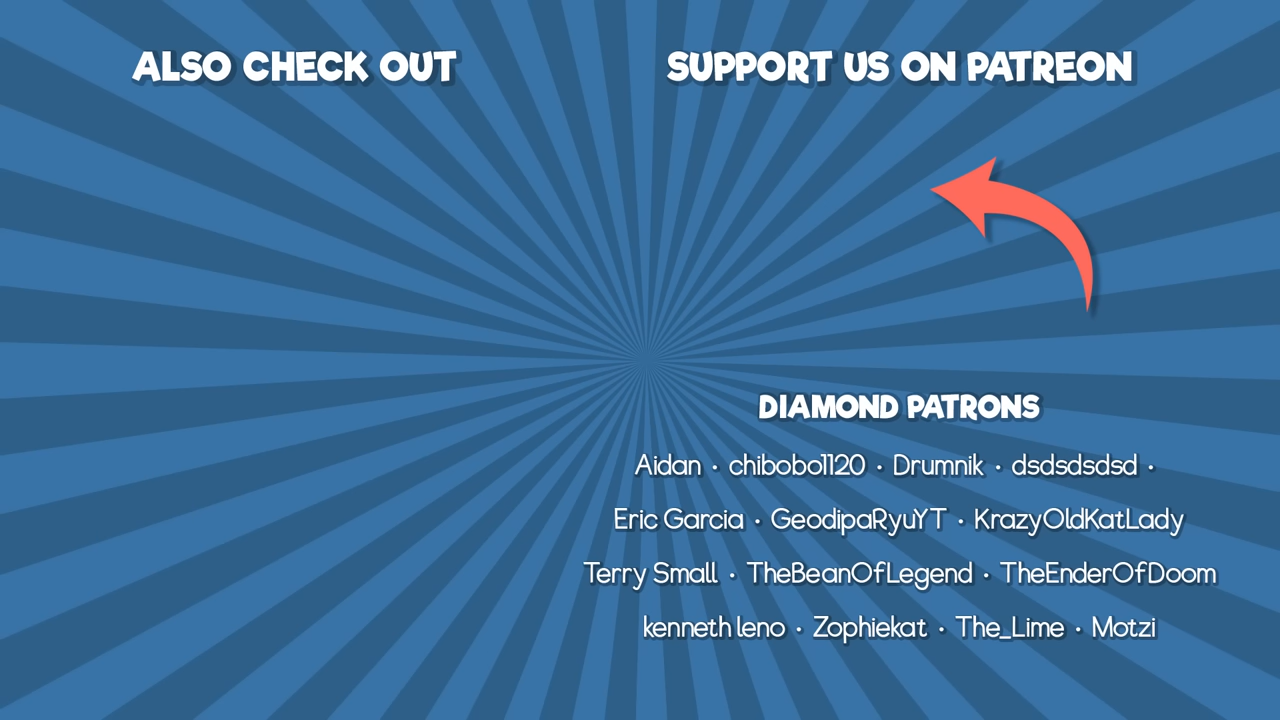 ALSO CHECK OUT
SUPPORT US ON PATREON
DIAMOND PATRONS
Aidan • chibobo1120 • Drumnik • dsdsdsdsd •
Eric Garcia • GeodipaRyuYT • KrazyOldKatLady
Terry Small • TheBeanOfLegend • TheEnderOfDoom
kenneth leno • Zophiekat • The_Lime • Motzi